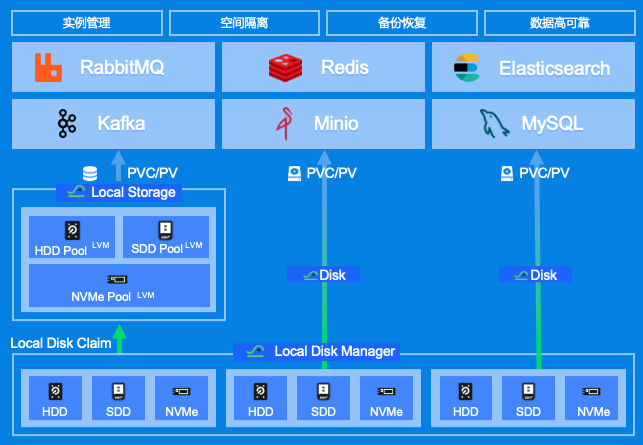 实例管理
空间隔离
备份恢复
数据高可靠
RabbitMQ
Redis
Elasticsearch
Kafka
Minio
MySQL
PVC/PV
PVC/PV
PVC/PV
Local Storage
HDD Pool LVM
SDD Pool LVM
NVMe Pool LVM
Disk
Disk
Local Disk Claim
Local Disk Manager
HDD
SDD
NVMe
HDD
SDD
NVMe
HDD
SDD
NVMe